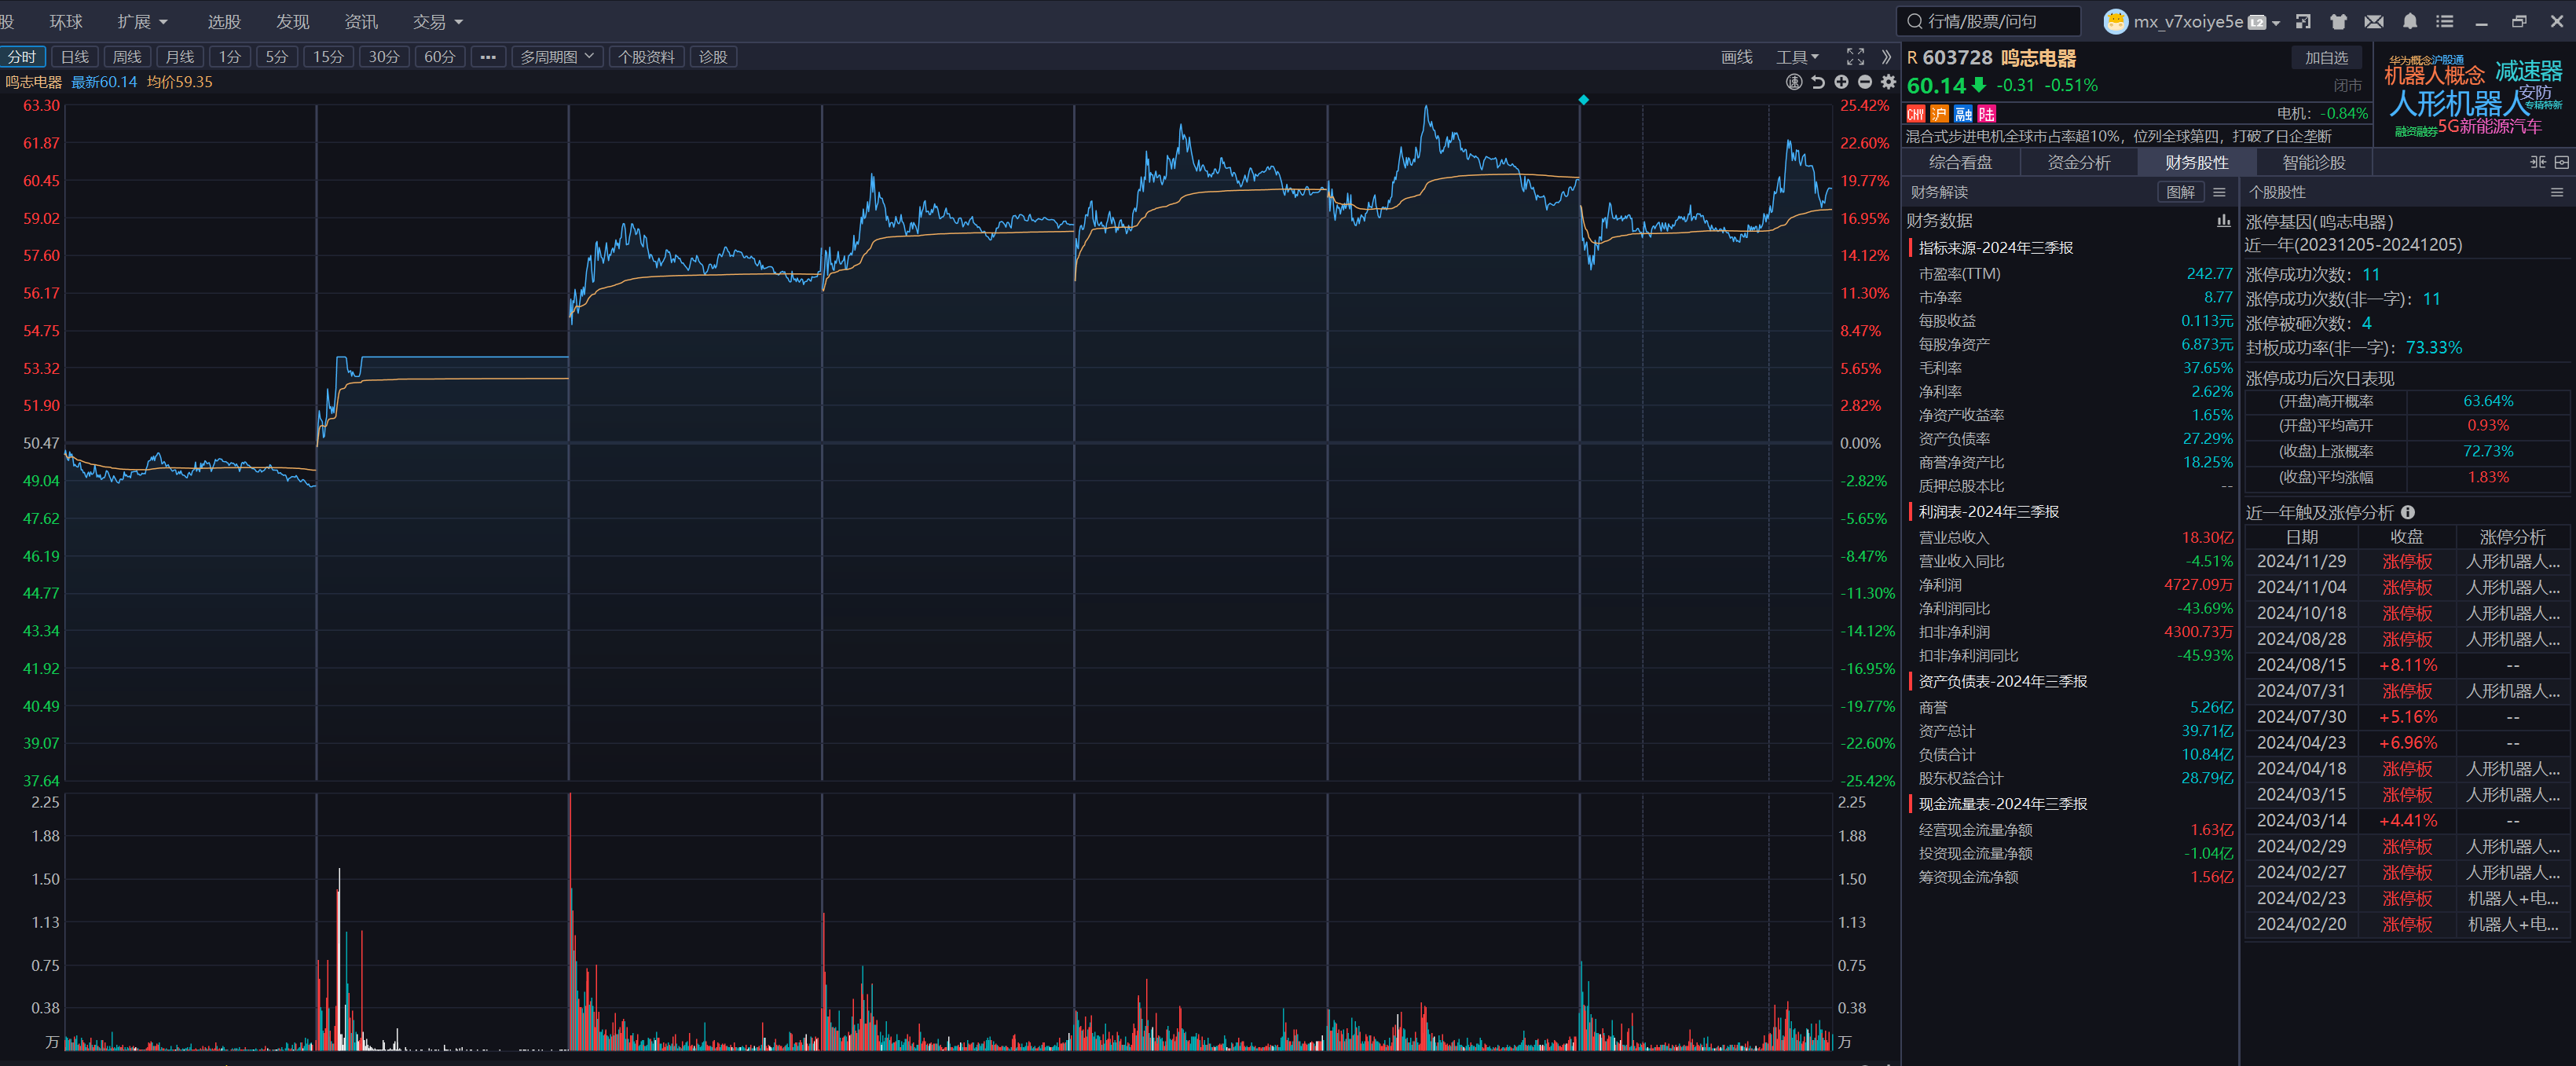 股 环球 扩展 选股 发现 资讯 交易 行情/股票/问句 mx_v7xoiye5e L2
分时 日线 周线 月线 1分 5分 15分 30分 60分 ••• 多周期图 个股资料 诊股 画线 工具
鸣志电器 最新60.14 均价59.35
63.30
61.87
60.45
59.02
57.60
56.17
54.75
53.32
51.90
50.47
49.04
47.62
46.19
44.77
43.34
41.92
40.49
39.07
37.64
2.25
1.88
1.50
1.13
0.75
0.38
万
25.42%
22.60%
19.77%
16.95%
14.12%
11.30%
8.47%
5.65%
2.82%
0.00%
-2.82%
-5.65%
-8.47%
-11.30%
-14.12%
-16.95%
-19.77%
-22.60%
-25.42%
2.25
1.88
1.50
1.13
0.75
0.38
万
R 603728 鸣志电器 加自选
60.14 -0.31 -0.51% 闭市
CNY 沪 融 陆 电机：-0.84%
混合式步进电机全球市占率超10%，位列全球第四，打破了日企垄断
华为概念 沪股通
机器人概念 减速器
人形机器人 安防
专精特新
融资融券 5G 新能源汽车
综合看盘 资金分析 财务股性 智能诊股
财务解读 图解
财务数据
指标来源-2024年三季报
市盈率(TTM) 242.77
市净率 8.77
每股收益 0.113元
每股净资产 6.873元
毛利率 37.65%
净利率 2.62%
净资产收益率 1.65%
资产负债率 27.29%
商誉净资产比 18.25%
质押总股本比 --
利润表-2024年三季报
营业总收入 18.30亿
营业收入同比 -4.51%
净利润 4727.09万
净利润同比 -43.69%
扣非净利润 4300.73万
扣非净利润同比 -45.93%
资产负债表-2024年三季报
商誉 5.26亿
资产总计 39.71亿
负债合计 10.84亿
股东权益合计 28.79亿
现金流量表-2024年三季报
经营现金流量净额 1.63亿
投资现金流量净额 -1.04亿
筹资现金流净额 1.56亿
个股股性
涨停基因(鸣志电器)
近一年(20231205-20241205)
涨停成功次数：11
涨停成功次数(非一字)：11
涨停被砸次数：4
封板成功率(非一字)：73.33%
涨停成功后次日表现
(开盘)高开概率 63.64%
(开盘)平均高开 0.93%
(收盘)上涨概率 72.73%
(收盘)平均涨幅 1.83%
近一年触及涨停分析
日期 收盘 涨停分析
2024/11/29 涨停板 人形机器人...
2024/11/04 涨停板 人形机器人...
2024/10/18 涨停板 人形机器人...
2024/08/28 涨停板 人形机器人...
2024/08/15 +8.11% --
2024/07/31 涨停板 人形机器人...
2024/07/30 +5.16% --
2024/04/23 +6.96% --
2024/04/18 涨停板 人形机器人...
2024/03/15 涨停板 人形机器人...
2024/03/14 +4.41% --
2024/02/29 涨停板 人形机器人...
2024/02/27 涨停板 人形机器人...
2024/02/23 涨停板 机器人+电...
2024/02/20 涨停板 机器人+电...